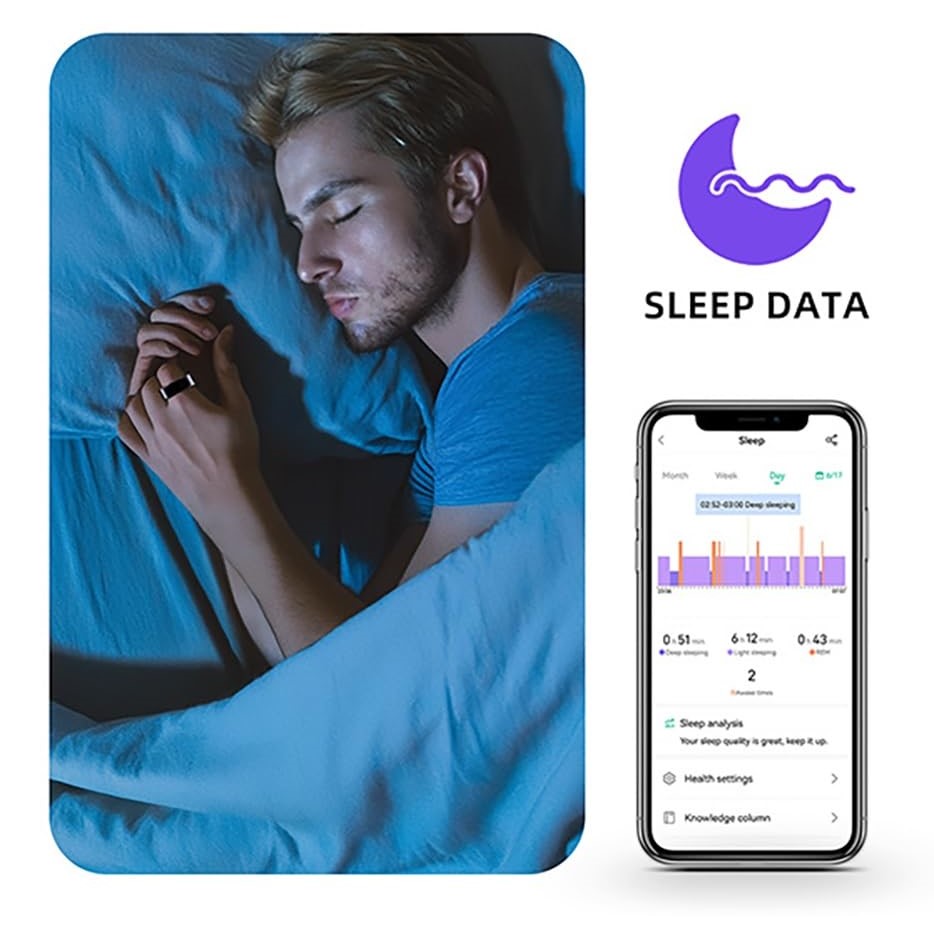 SLEEP DATA
Sleep
Month Week Day 6/17
02:52-03:00 Deep sleeping
0 h 51 min 6 h 12 min 0 h 43 min
Deep sleeping Light sleeping REM
2
Awake times
Sleep analysis
Your sleep quality is great, keep it up.
Health settings
Knowledge column